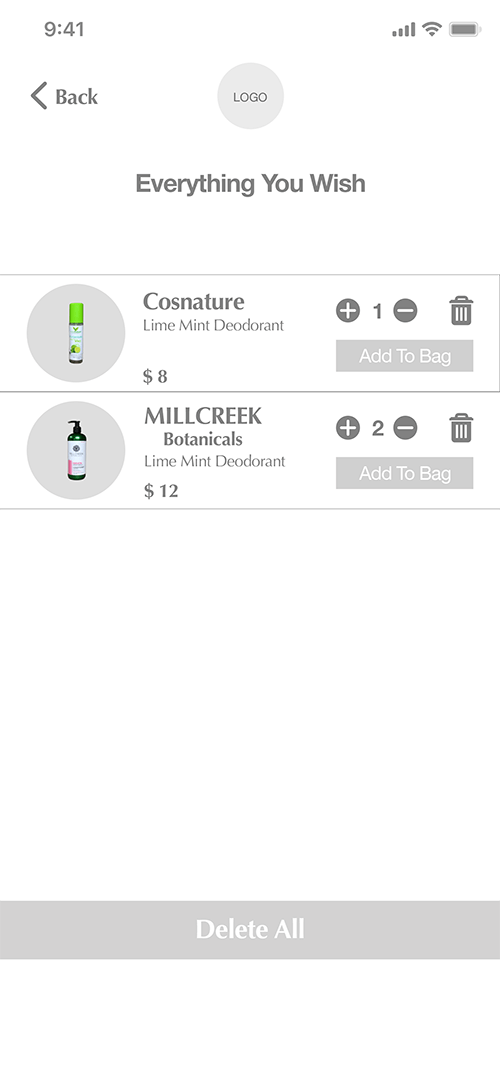 9:41
Back
LOGO
Everything You Wish
Cosnature
Lime Mint Deodorant
$ 8
1
Add To Bag
MILLCREEK
Botanicals
Lime Mint Deodorant
$ 12
2
Add To Bag
Delete All